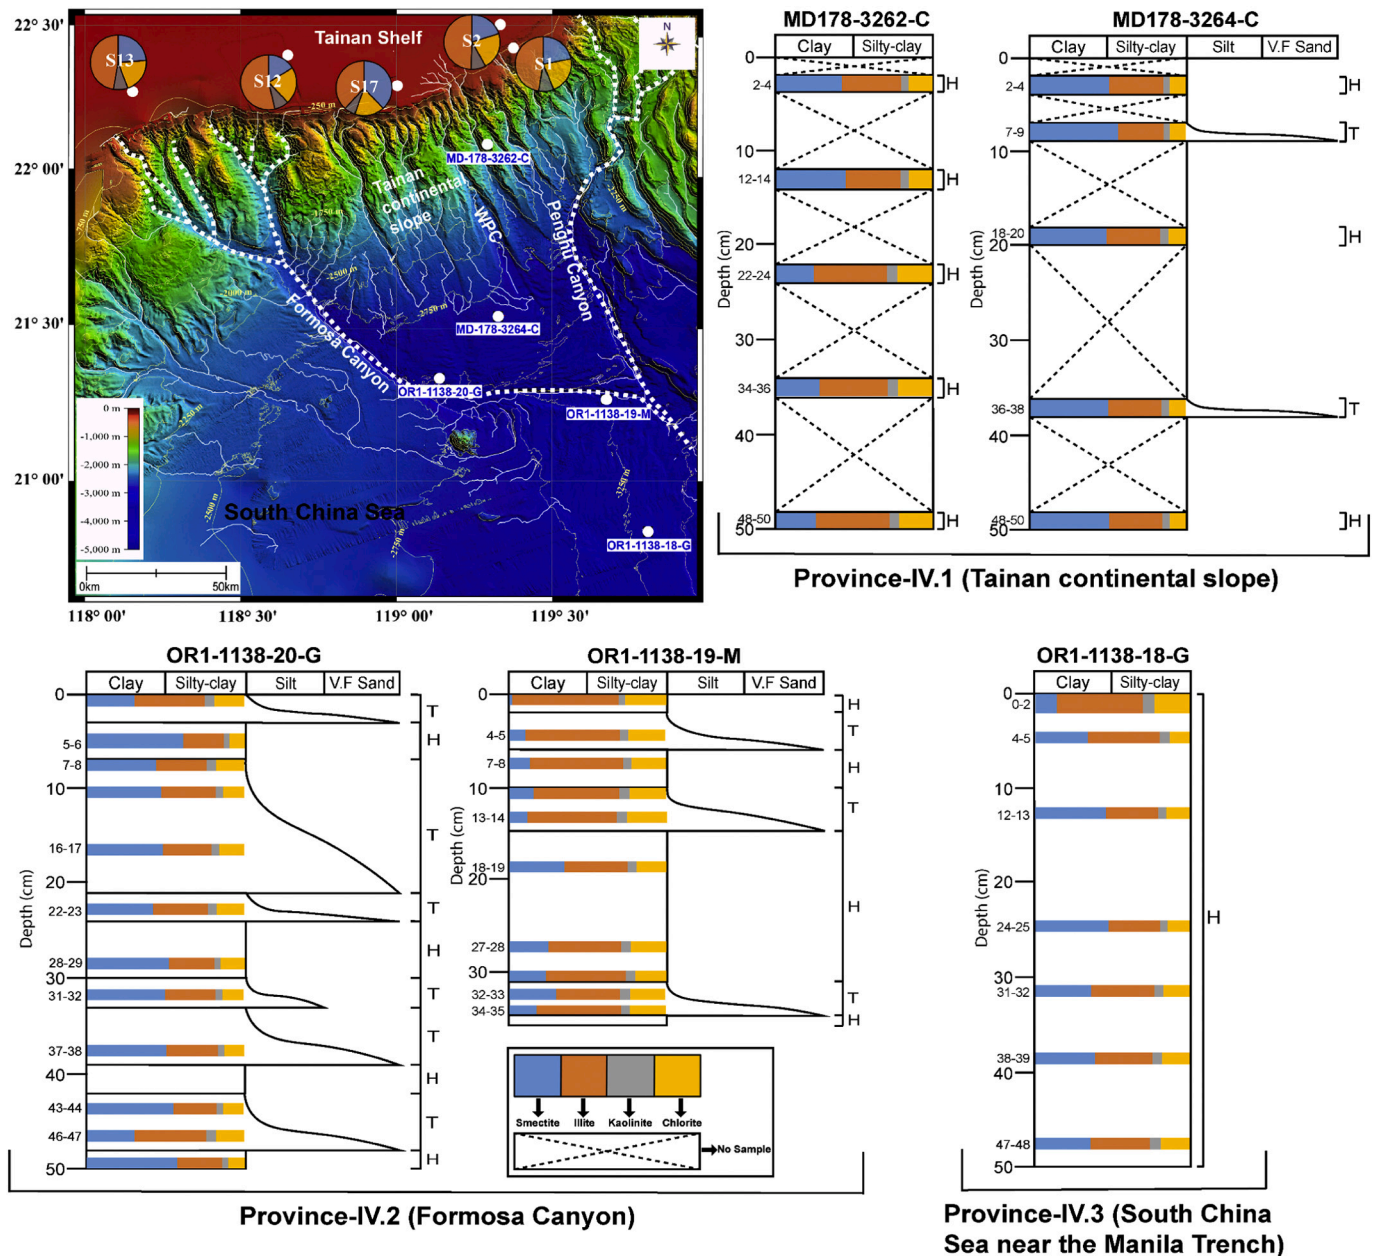 22° 30'
22° 00'
21° 30'
21° 00'
118° 00'
118° 30'
119° 00'
119° 30'
N
Tainan Shelf
S13
S12
S17
S2
S1
-250 m
MD-178-3262-C
Tainan
continental
slope
WPC
Penghu Canyon
Formosa Canyon
-2500 m
-2000 m
-2750 m
MD-178-3264-C
OR1-1138-20-G
OR1-1138-19-M
-2250 m
-3250 m
-2500 m
-2750 m
South China Sea
OR1-1138-18-G
0 m
-1,000 m
-2,000 m
-3,000 m
-4,000 m
-5,000 m
0km
50km
MD178-3262-C
Clay
Silty-clay
Depth (cm)
0
2-4
H
10
12-14
H
20
22-24
H
30
34-36
H
40
48-50
H
50
MD178-3264-C
Clay
Silty-clay
Silt
V.F Sand
Depth (cm)
0
2-4
H
7-9
T
10
18-20
H
20
30
36-38
T
40
48-50
H
50
Province-IV.1 (Tainan continental slope)
OR1-1138-20-G
Clay
Silty-clay
Silt
V.F Sand
Depth (cm)
0
T
5-6
H
7-8
10
T
16-17
20
22-23
T
H
28-29
30
31-32
T
T
37-38
40
H
43-44
T
46-47
H
50
OR1-1138-19-M
Clay
Silty-clay
Silt
V.F Sand
Depth (cm)
0
H
4-5
T
7-8
H
10
T
13-14
18-19
20
H
27-28
30
32-33
T
34-35
H
Smectite
Illite
Kaolinite
Chlorite
No Sample
Province-IV.2 (Formosa Canyon)
OR1-1138-18-G
Clay
Silty-clay
Depth (cm)
0
0-2
4-5
10
12-13
20
H
24-25
30
31-32
38-39
40
47-48
50
Province-IV.3 (South China
Sea near the Manila Trench)